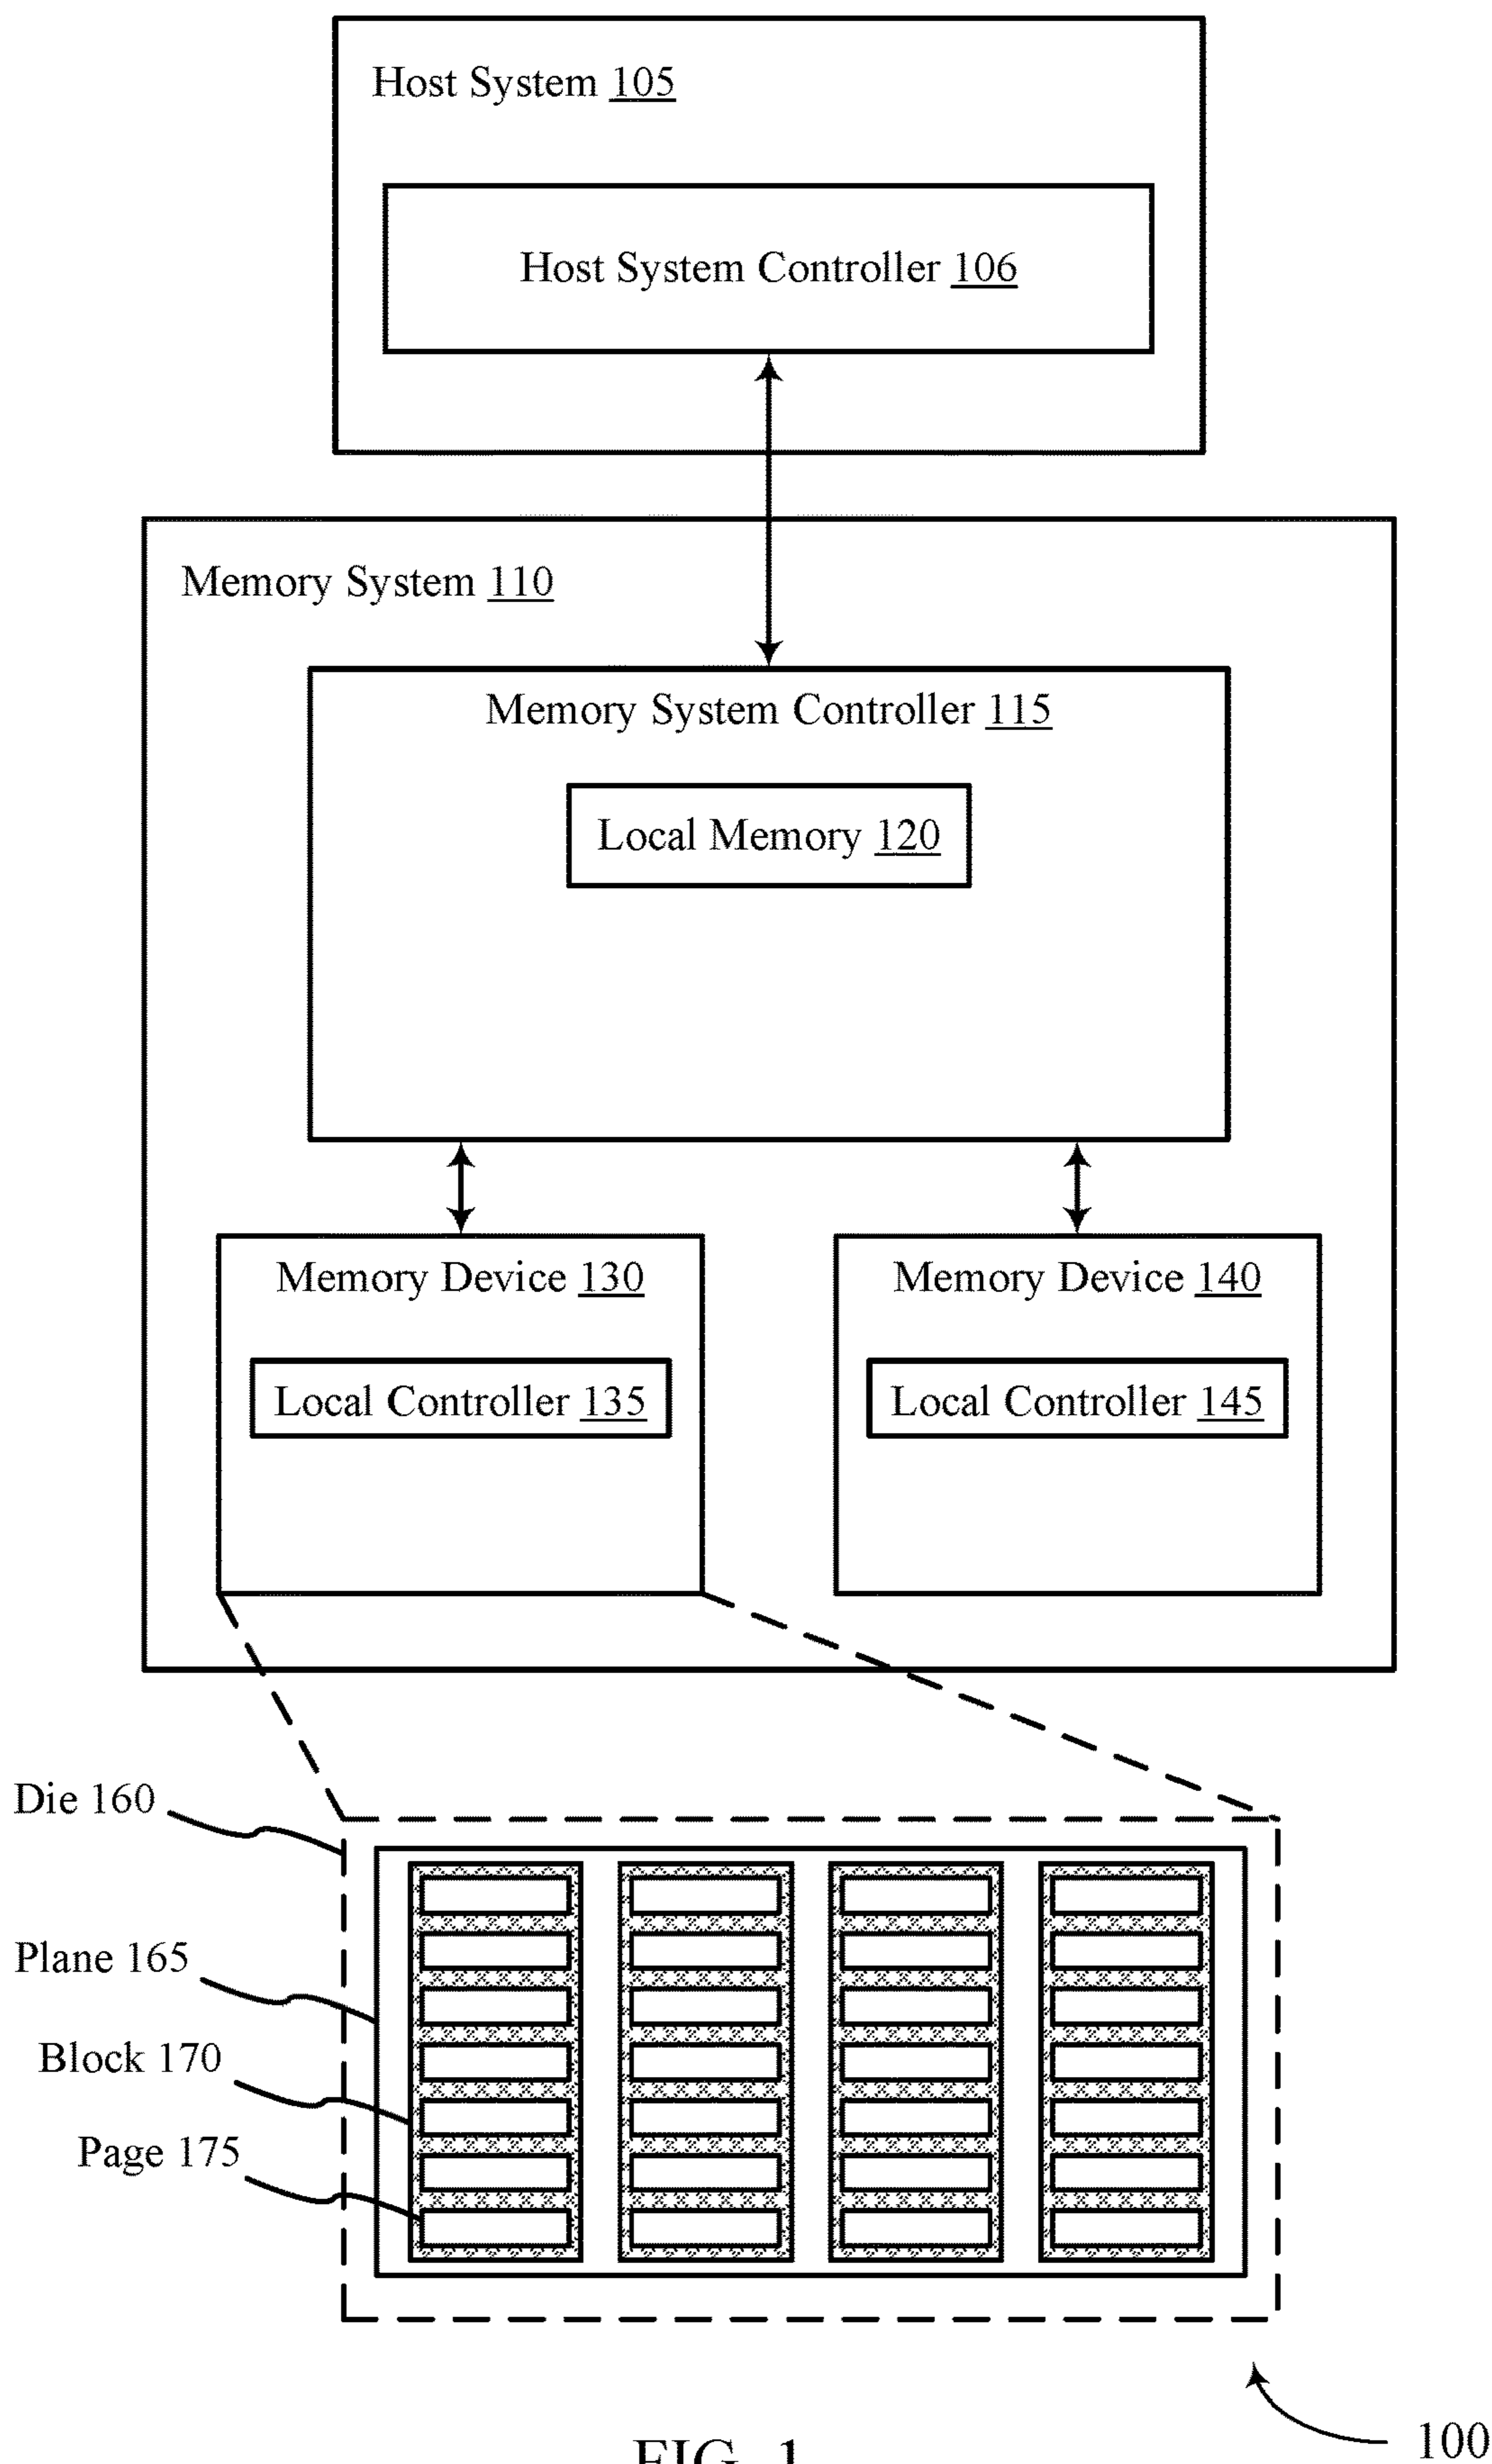 Host System 105
Host System Controller 106
Memory System 110
Memory System Controller 115
Local Memory 120
Memory Device 130
Memory Device 140
Local Controller 135
Local Controller 145
Die 160
Plane 165
Block 170
Page 175
100
FIG. 1